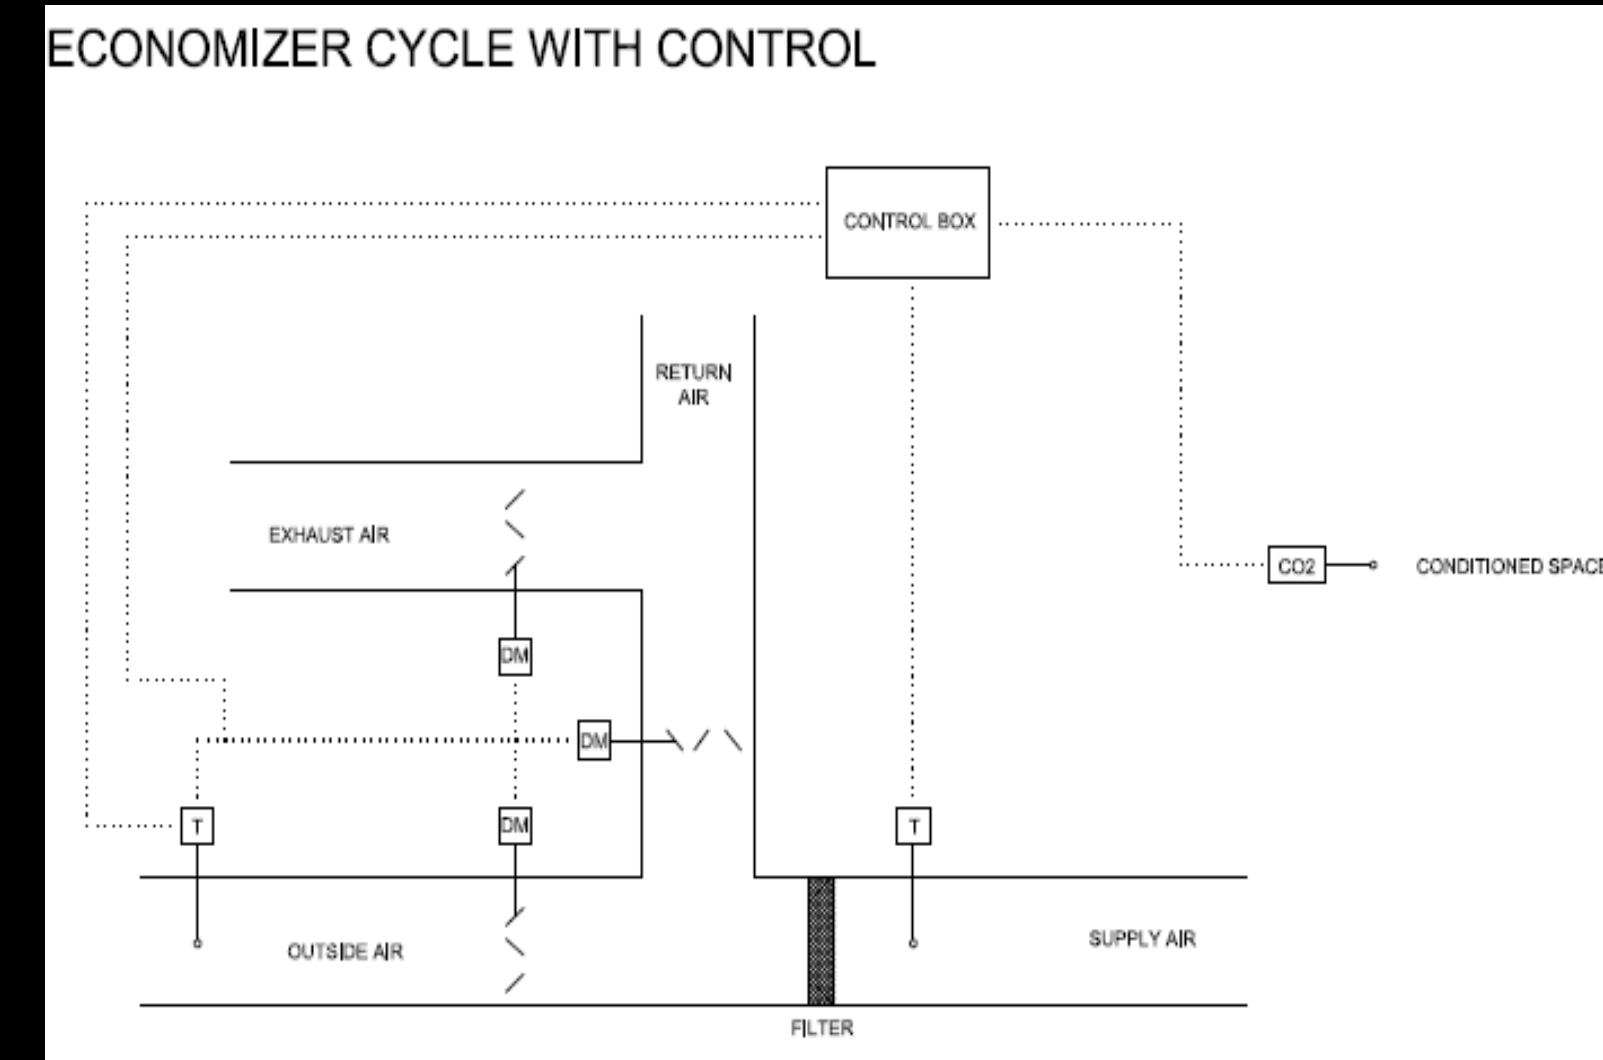 ECONOMIZER CYCLE WITH CONTROL
CONTROL BOX
RETURN
AIR
EXHAUST AIR
CO2
CONDITIONED SPACE
DM
DM
T
DM
T
OUTSIDE AIR
SUPPLY AIR
FILTER